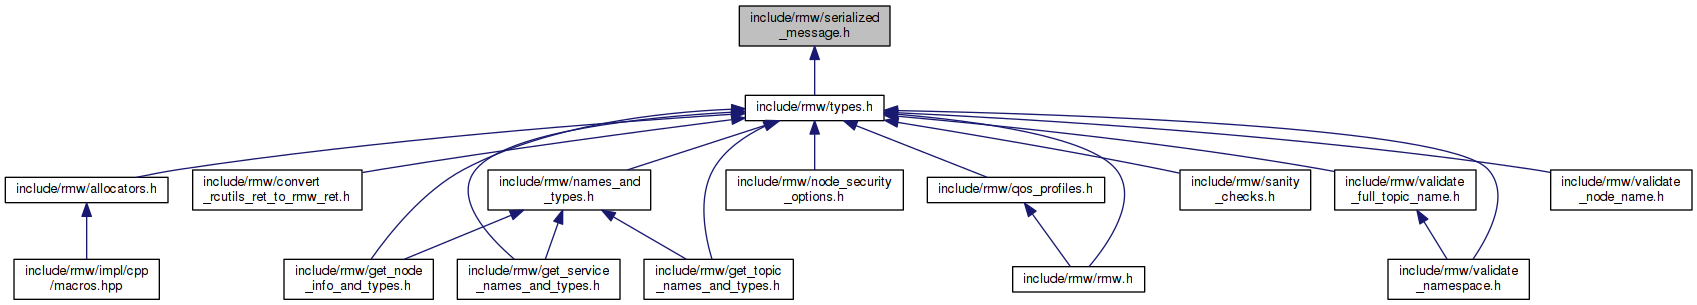 include/rmw/serialized
_message.h
include/rmw/types.h
include/rmw/allocators.h
include/rmw/convert
_rcutils_ret_to_rmw_ret.h
include/rmw/names_and
_types.h
include/rmw/node_security
_options.h
include/rmw/qos_profiles.h
include/rmw/sanity
_checks.h
include/rmw/validate
_full_topic_name.h
include/rmw/validate
_node_name.h
include/rmw/impl/cpp
/macros.hpp
include/rmw/get_node
_info_and_types.h
include/rmw/get_service
_names_and_types.h
include/rmw/get_topic
_names_and_types.h
include/rmw/rmw.h
include/rmw/validate
_namespace.h